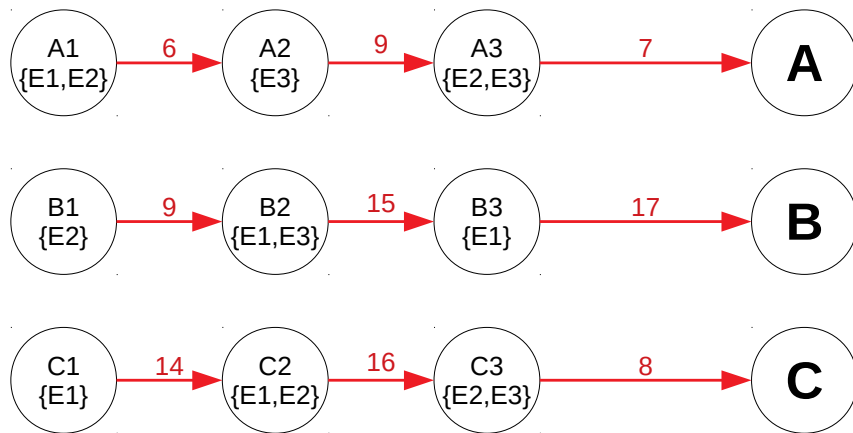 A1
{E1,E2}
6
A2
{E3}
9
A3
{E2,E3}
7
A
B1
{E2}
9
B2
{E1,E3}
15
B3
{E1}
17
B
C1
{E1}
14
C2
{E1,E2}
16
C3
{E2,E3}
8
C